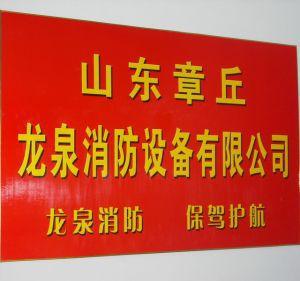 山东章丘
龙泉消防设备有限公司
龙泉消防 保驾护航